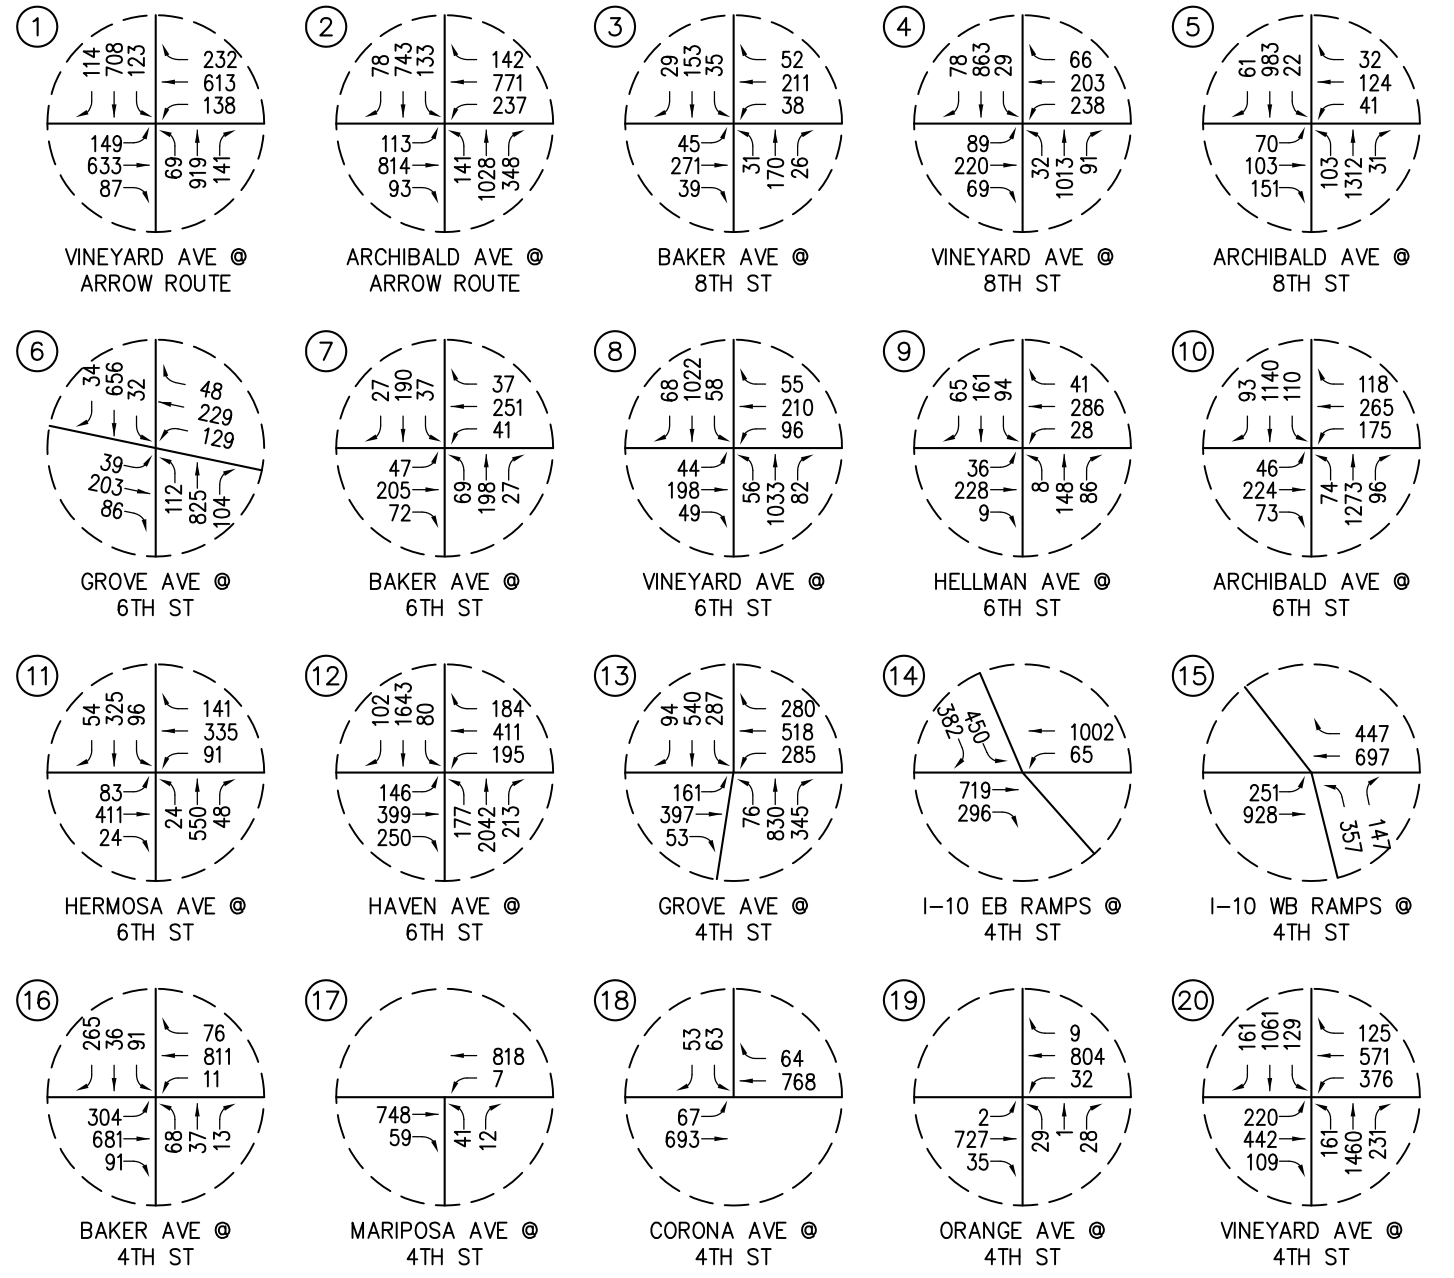 1
114 708 123
232
613
138
149
633
87
69 919 141
VINEYARD AVE @
ARROW ROUTE
2
78 743 133
142
771
237
113
814
93
141 1028 348
ARCHIBALD AVE @
ARROW ROUTE
3
29 153 35
52
211
38
45
271
39
31 170 26
BAKER AVE @
8TH ST
4
78 863 29
66
203
238
89
220
69
32 1013 91
VINEYARD AVE @
8TH ST
5
61 983 22
32
124
41
70
103
151
103 1312 31
ARCHIBALD AVE @
8TH ST
6
34 656 32
48
229
129
39
203
86
112 825 104
GROVE AVE @
6TH ST
7
27 190 37
37
251
41
47
205
72
69 198 27
BAKER AVE @
6TH ST
8
68 1022 58
55
210
96
44
198
49
56 1033 82
VINEYARD AVE @
6TH ST
9
65 161 94
41
286
28
36
228
9
8 148 86
HELLMAN AVE @
6TH ST
10
93 1140 110
118
265
175
46
224
73
74 1273 96
ARCHIBALD AVE @
6TH ST
11
54 325 96
141
335
91
83
411
24
24 550 48
HERMOSA AVE @
6TH ST
12
102 1643 80
184
411
195
146
399
250
177 2042 213
HAVEN AVE @
6TH ST
13
94 540 287
280
518
285
161
397
53
76 830 345
GROVE AVE @
4TH ST
14
382 450
1002
65
719
296
I-10 EB RAMPS @
4TH ST
15
447
697
251
928
357 147
I-10 WB RAMPS @
4TH ST
16
265 36 91
76
811
11
304
681
91
68 37 13
BAKER AVE @
4TH ST
17
818
7
748
59
41 12
MARIPOSA AVE @
4TH ST
18
53 63
64
768
67
693
CORONA AVE @
4TH ST
19
9
804
32
2
727
35
29 1 28
ORANGE AVE @
4TH ST
20
161 1061 129
125
571
376
220
442
109
161 1460 231
VINEYARD AVE @
4TH ST